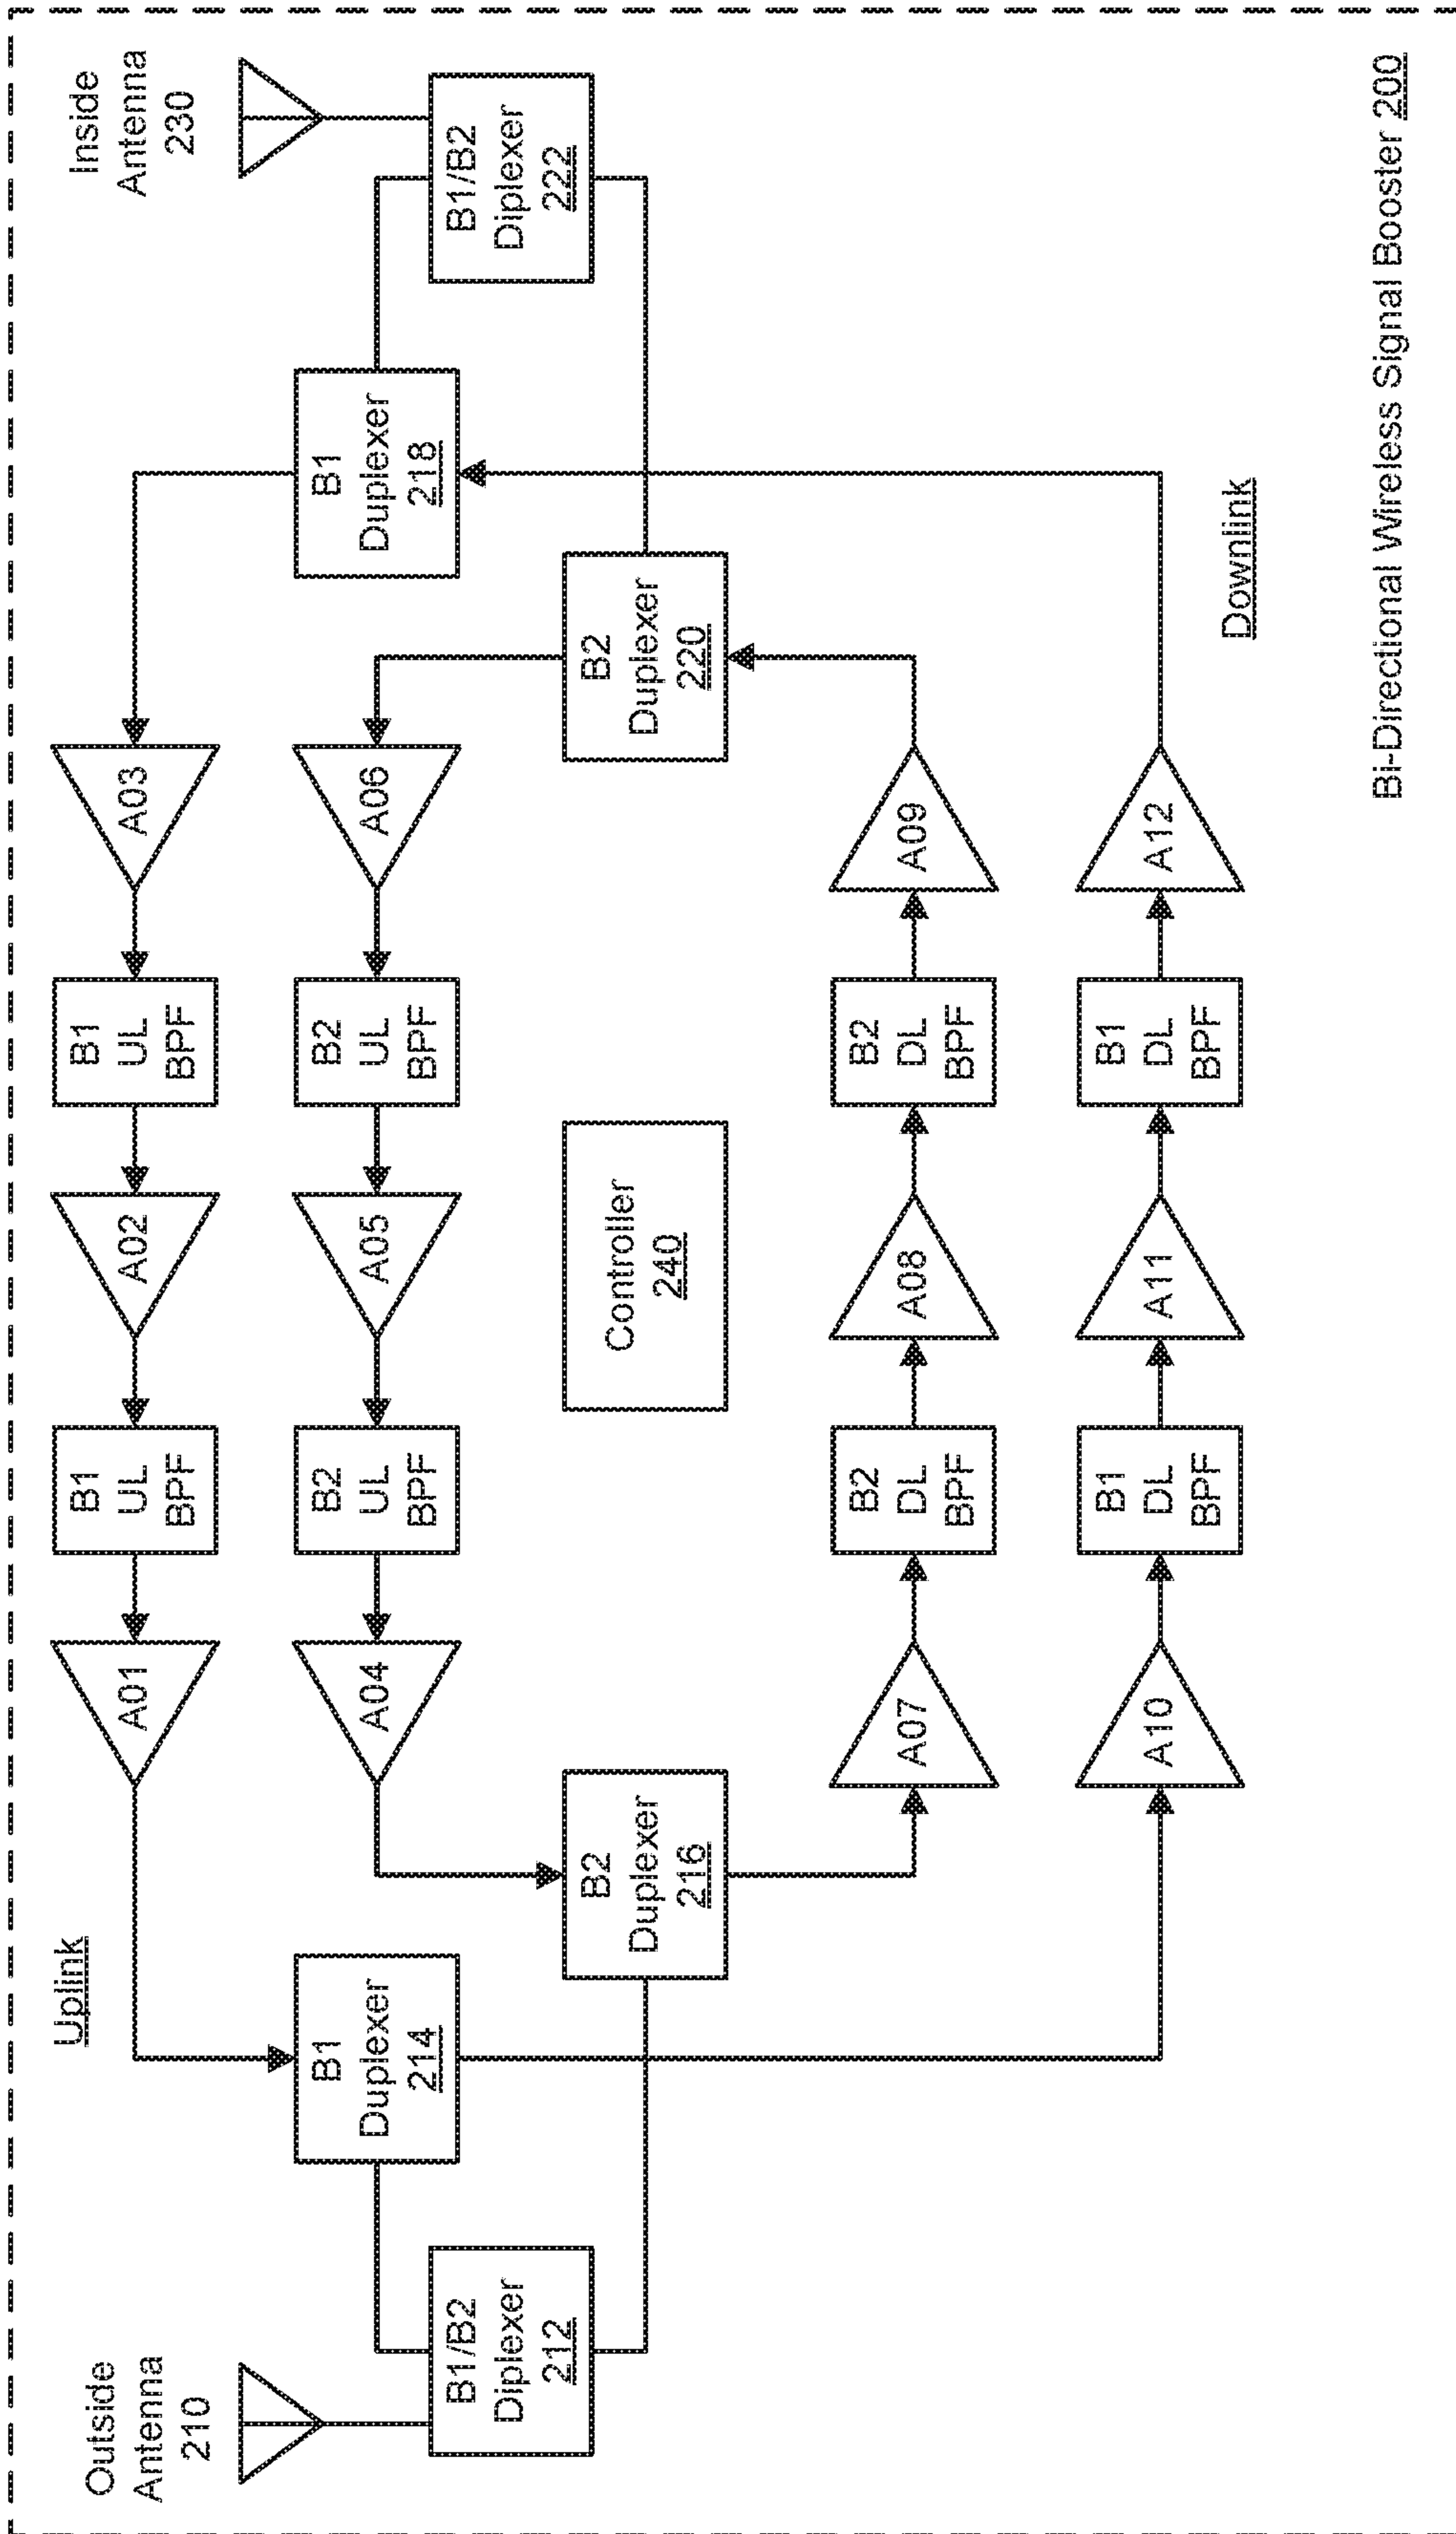 Outside
Antenna
210
Uplink
Inside
Antenna
230
A01
B1
UL
BPF
A02
B1
UL
BPF
A03
B1/B2
Diplexer
212
B1
Duplexer
214
A04
B2
UL
BPF
A05
B2
UL
BPF
A06
B1
Duplexer
218
B1/B2
Diplexer
222
B2
Duplexer
216
Controller
240
B2
Duplexer
220
A07
B2
DL
BPF
A08
B2
DL
BPF
A09
A10
B1
DL
BPF
A11
B1
DL
BPF
A12
Downlink
Bi-Directional Wireless Signal Booster 200